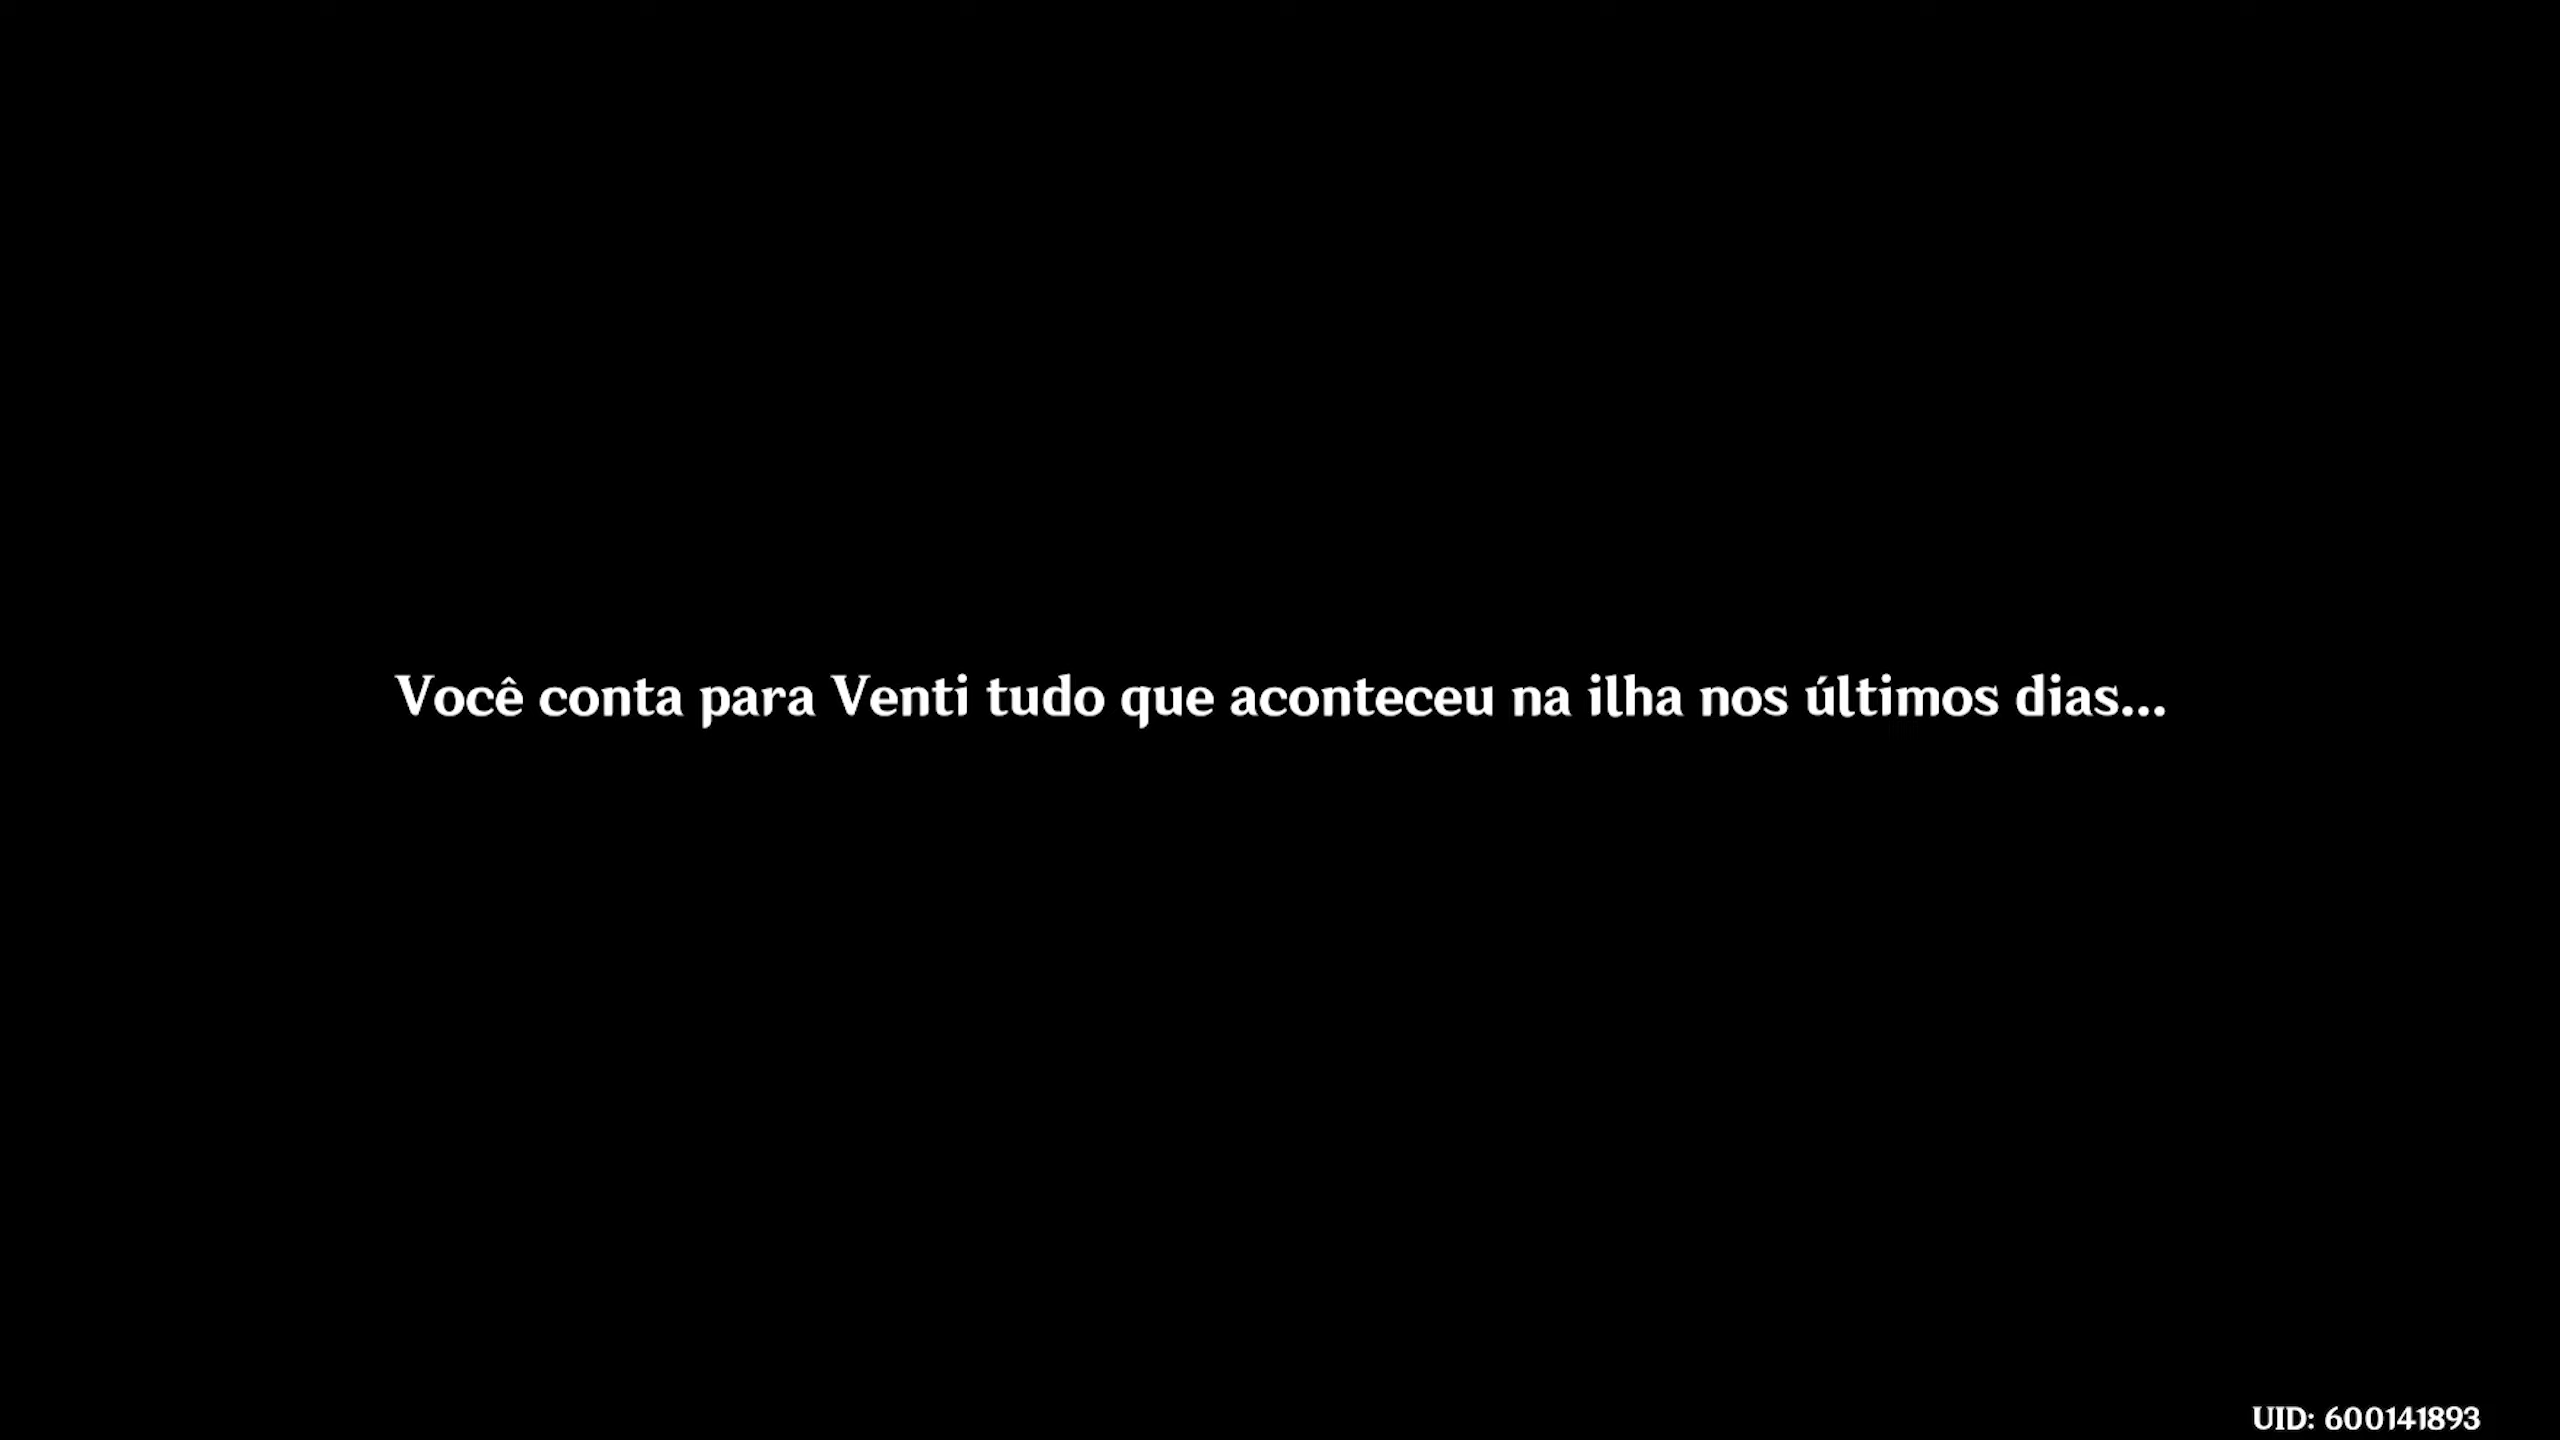 Você conta para Venti tudo que aconteceu na ilha nos últimos dias...
UID: 600141893